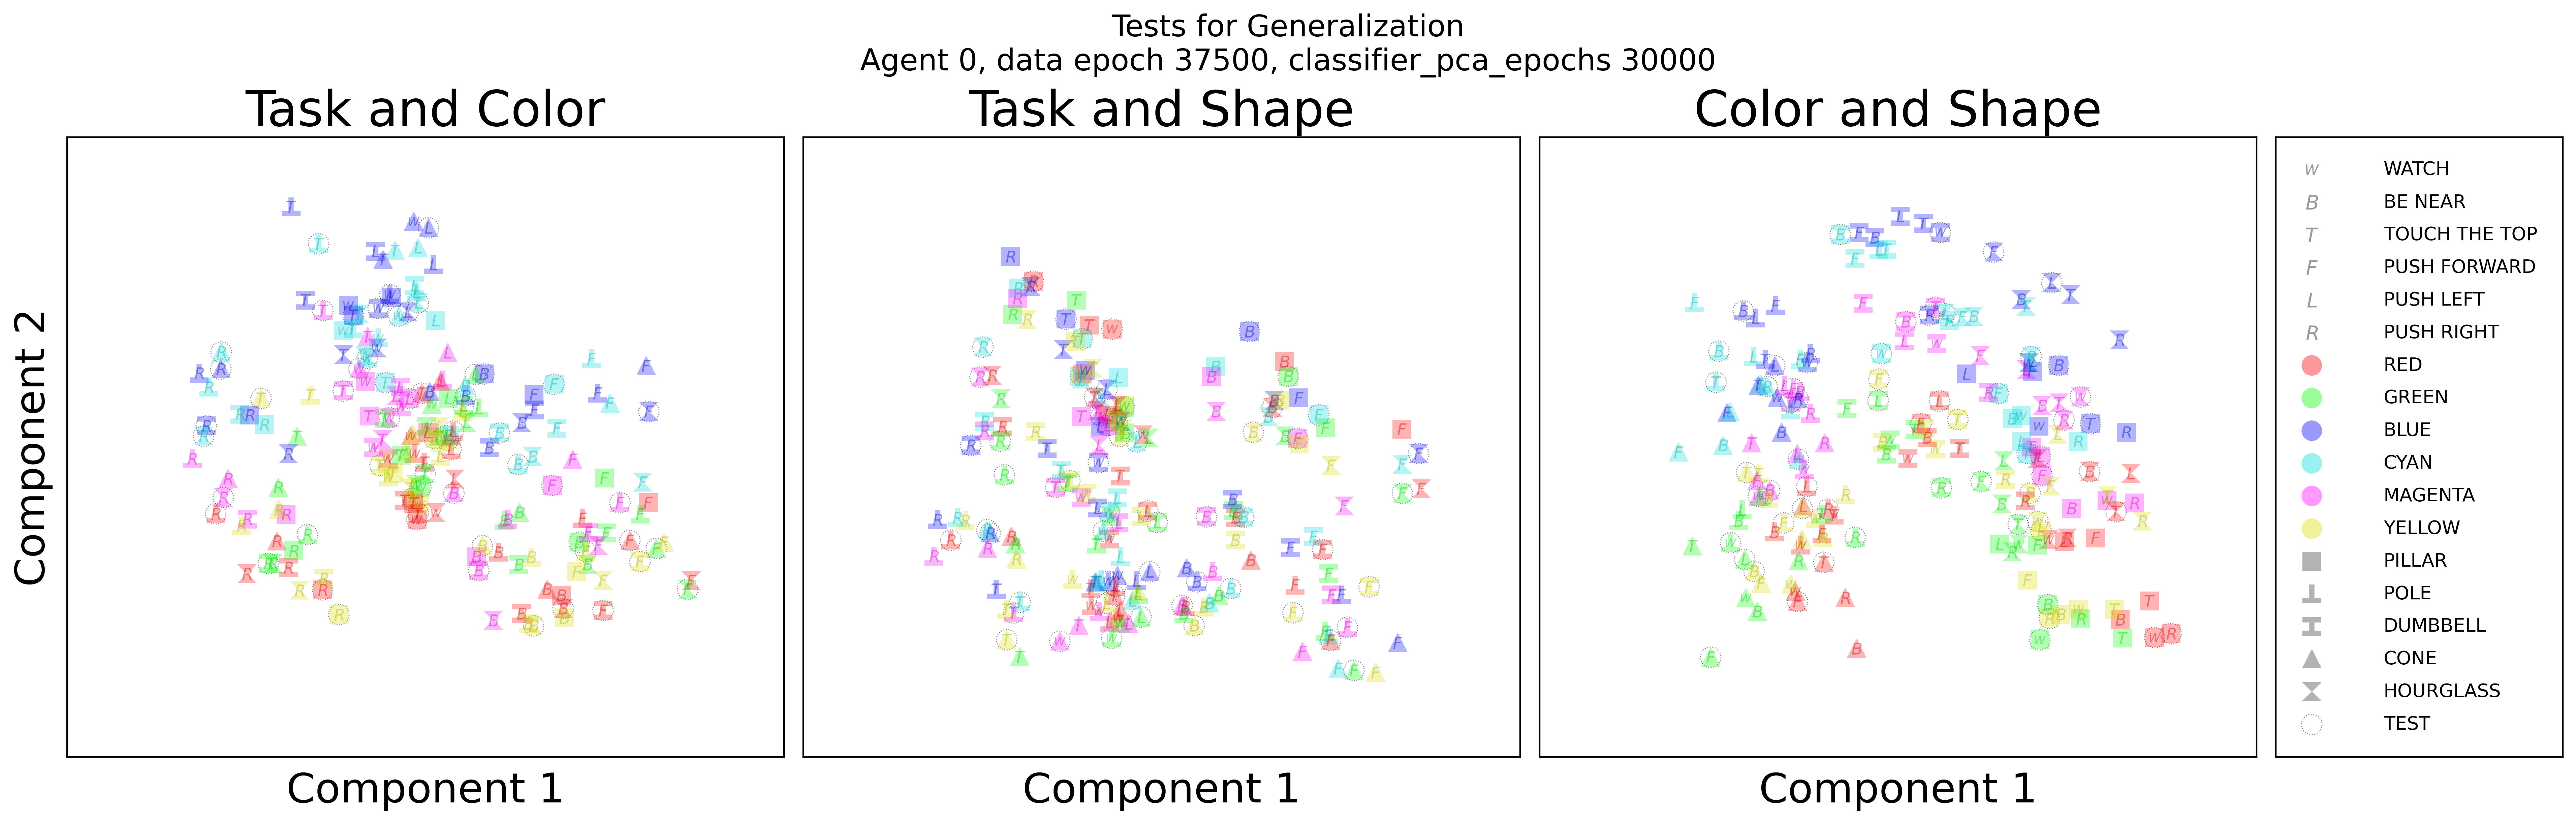 Tests for Generalization
Agent 0, data epoch 37500, classifier_pca_epochs 30000
Task and Color
Task and Shape
Color and Shape
Component 2
Component 1
Component 1
Component 1
W WATCH
B BE NEAR
T TOUCH THE TOP
F PUSH FORWARD
L PUSH LEFT
R PUSH RIGHT
RED
GREEN
BLUE
CYAN
MAGENTA
YELLOW
PILLAR
POLE
DUMBBELL
CONE
HOURGLASS
TEST